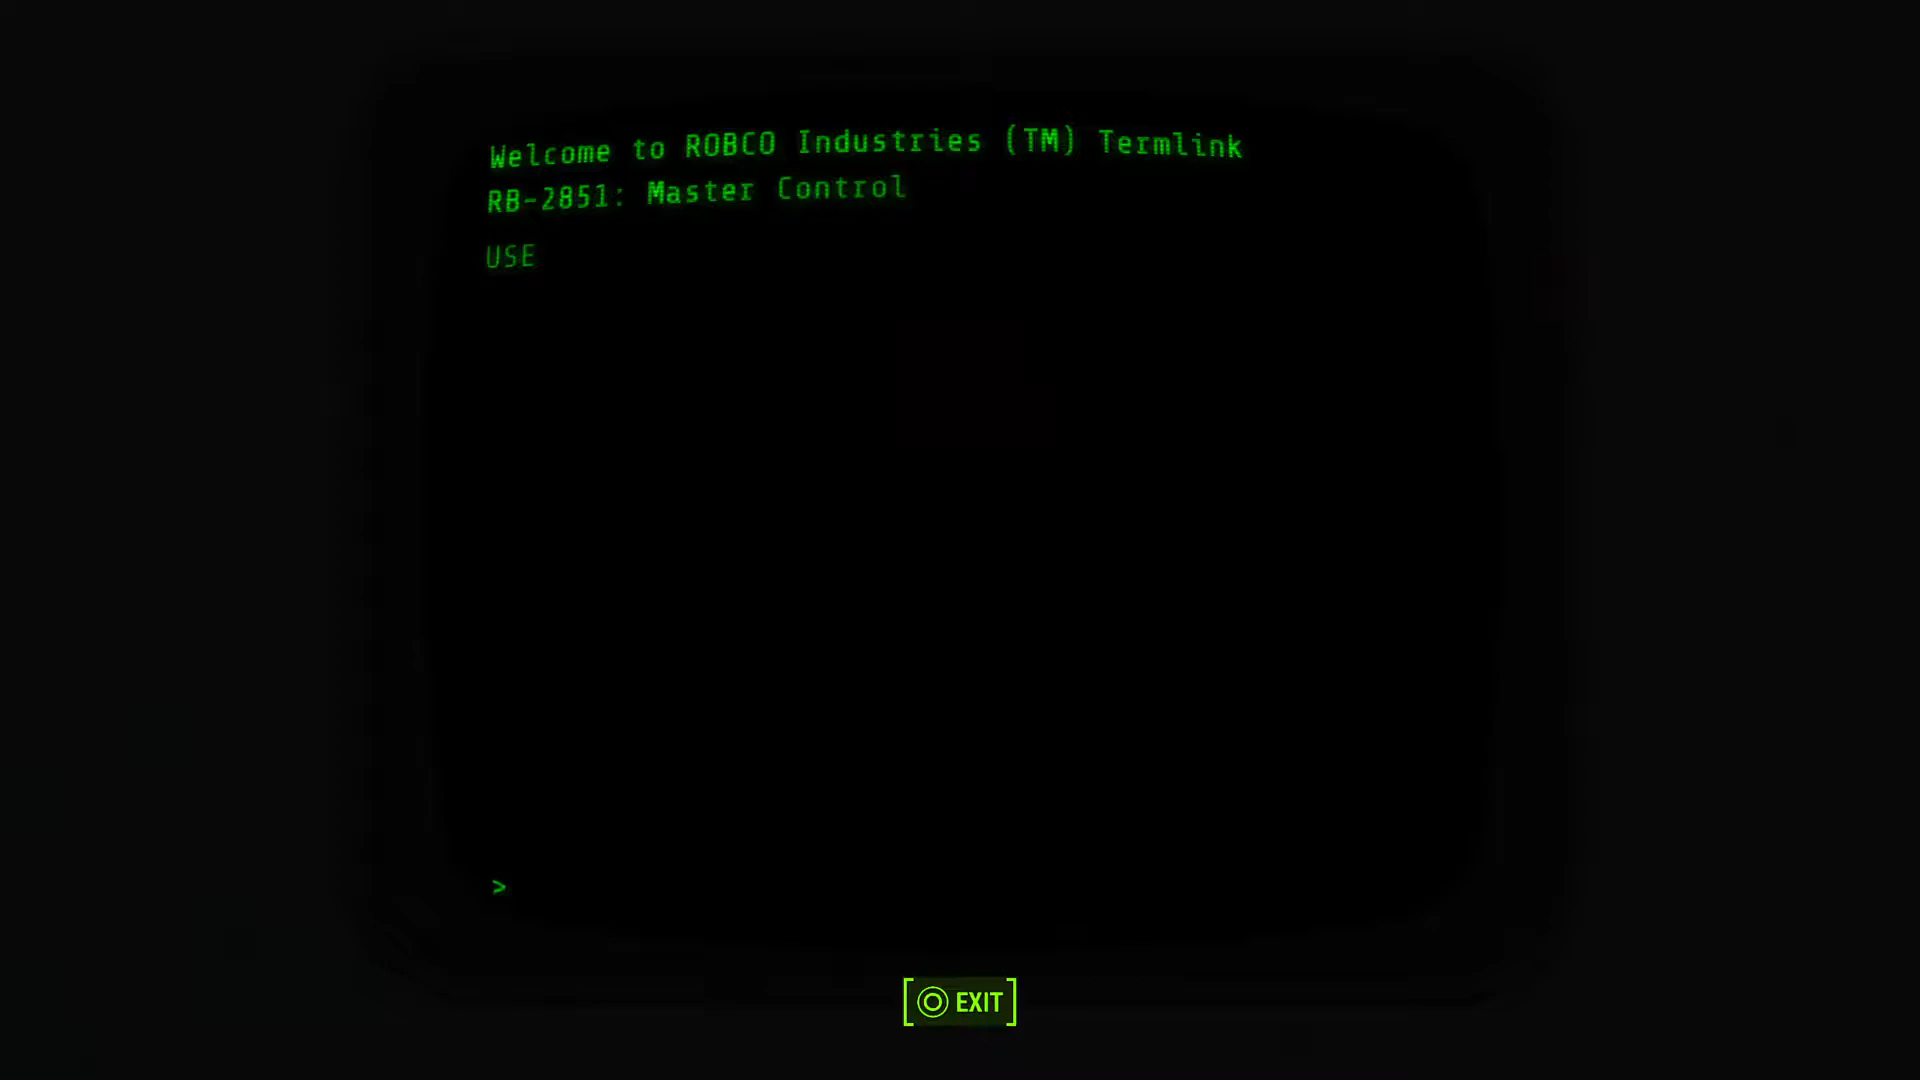 Welcome to ROBCO Industries (TM) Termlink
RB-2851: Master Control
USE
>
EXIT